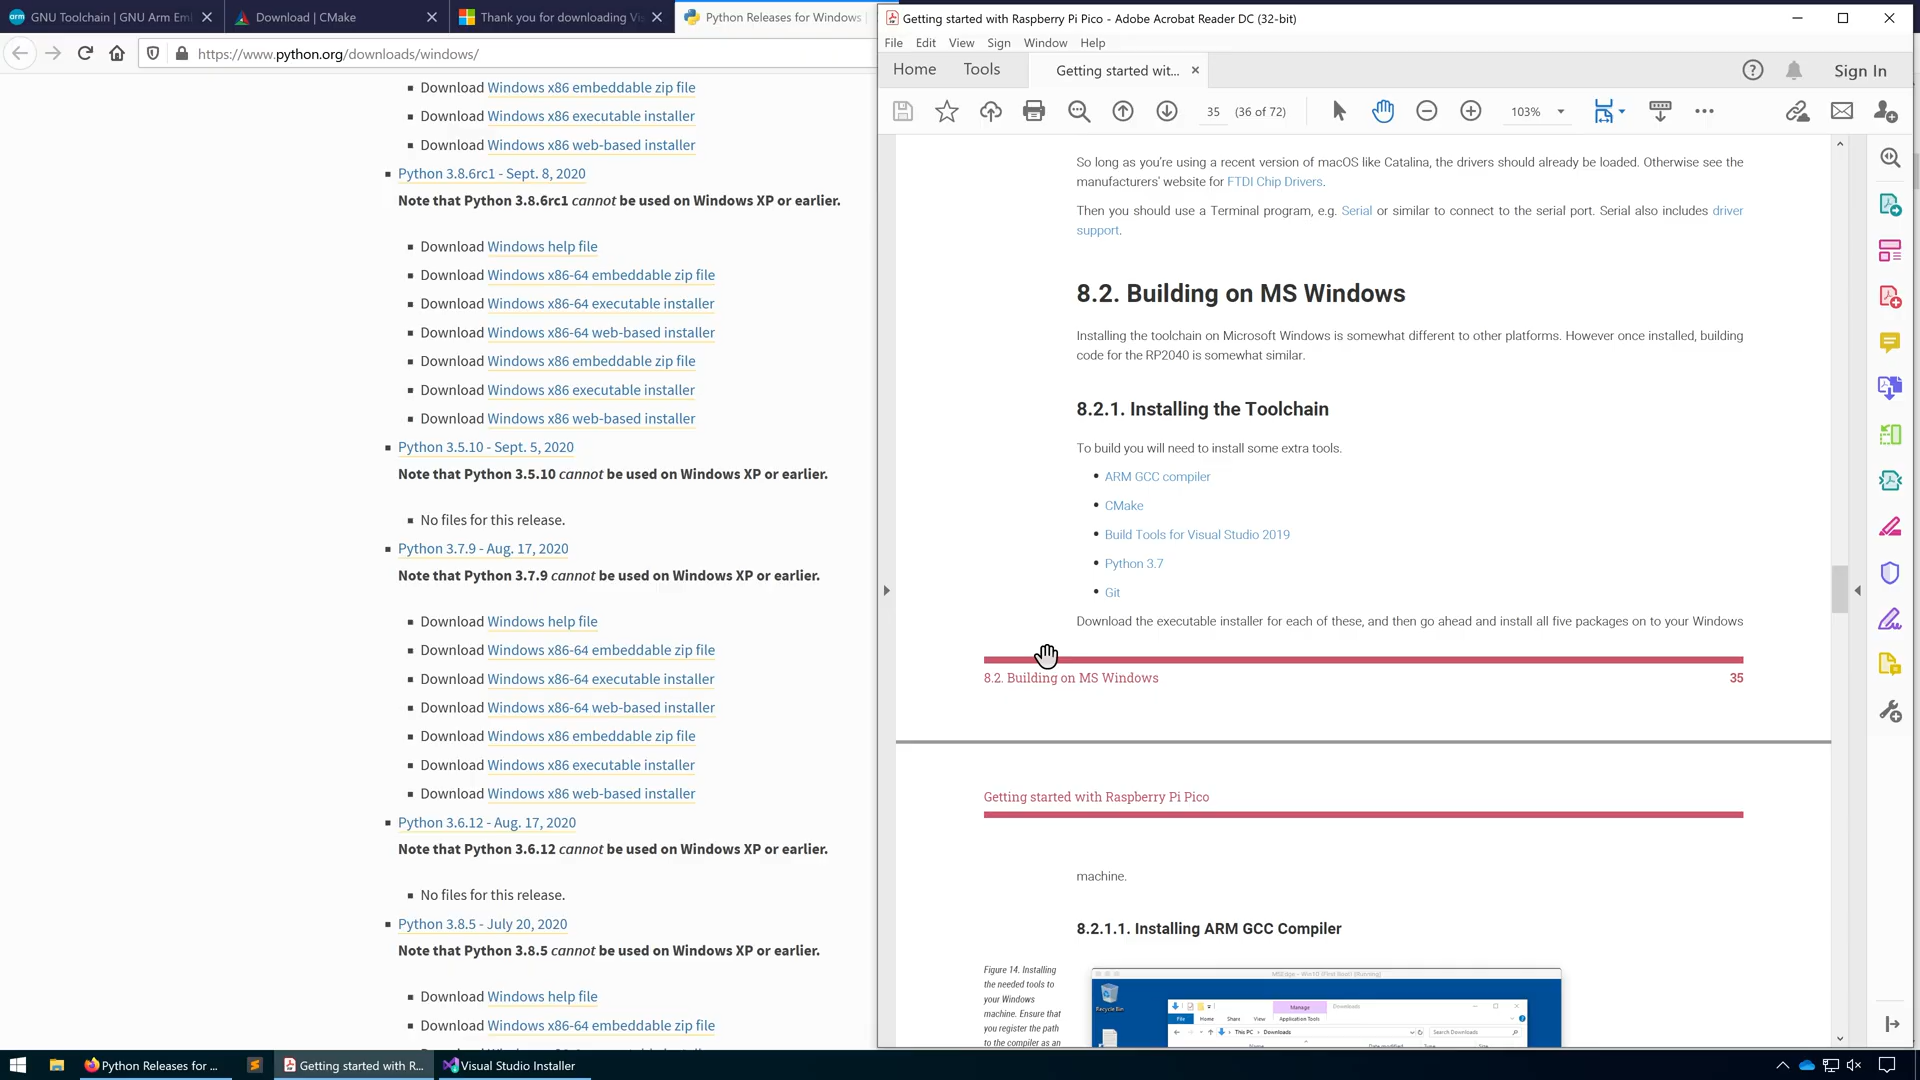 GNU Toolchain | GNU Arm Em
Download | CMake
Thank you for downloading Vis
Python Releases for Windows
https://www.python.org/downloads/windows/
Download Windows x86 embeddable zip file
Download Windows x86 executable installer
Download Windows x86 web-based installer
Python 3.8.6rc1 - Sept. 8, 2020
Note that Python 3.8.6rc1 cannot be used on Windows XP or earlier.
Download Windows help file
Download Windows x86-64 embeddable zip file
Download Windows x86-64 executable installer
Download Windows x86-64 web-based installer
Download Windows x86 embeddable zip file
Download Windows x86 executable installer
Download Windows x86 web-based installer
Python 3.5.10 - Sept. 5, 2020
Note that Python 3.5.10 cannot be used on Windows XP or earlier.
No files for this release.
Python 3.7.9 - Aug. 17, 2020
Note that Python 3.7.9 cannot be used on Windows XP or earlier.
Download Windows help file
Download Windows x86-64 embeddable zip file
Download Windows x86-64 executable installer
Download Windows x86-64 web-based installer
Download Windows x86 embeddable zip file
Download Windows x86 executable installer
Download Windows x86 web-based installer
Python 3.6.12 - Aug. 17, 2020
Note that Python 3.6.12 cannot be used on Windows XP or earlier.
No files for this release.
Python 3.8.5 - July 20, 2020
Note that Python 3.8.5 cannot be used on Windows XP or earlier.
Download Windows help file
Download Windows x86-64 embeddable zip file
Getting started with Raspberry Pi Pico - Adobe Acrobat Reader DC (32-bit)
File Edit View Sign Window Help
Home Tools Getting started wit... Sign In
35 (36 of 72) 103%
So long as you're using a recent version of macOS like Catalina, the drivers should already be loaded. Otherwise see the
manufacturers' website for FTDI Chip Drivers.
Then you should use a Terminal program, e.g. Serial or similar to connect to the serial port. Serial also includes driver
support.
8.2. Building on MS Windows
Installing the toolchain on Microsoft Windows is somewhat different to other platforms. However once installed, building
code for the RP2040 is somewhat similar.
8.2.1. Installing the Toolchain
To build you will need to install some extra tools.
• ARM GCC compiler
• CMake
• Build Tools for Visual Studio 2019
• Python 3.7
• Git
Download the executable installer for each of these, and then go ahead and install all five packages on to your Windows
8.2. Building on MS Windows 35
Getting started with Raspberry Pi Pico
machine.
8.2.1.1. Installing ARM GCC Compiler
Figure 14. Installing
the needed tools to
your Windows
machine. Ensure that
you register the path
to the compiler as an
Recycle Bin
Manage Downloads
File Home Share View Application Tools
This PC > Downloads Search Downloads
Name Date modified Type Size
Python Releases for ...
Getting started with R...
Visual Studio Installer